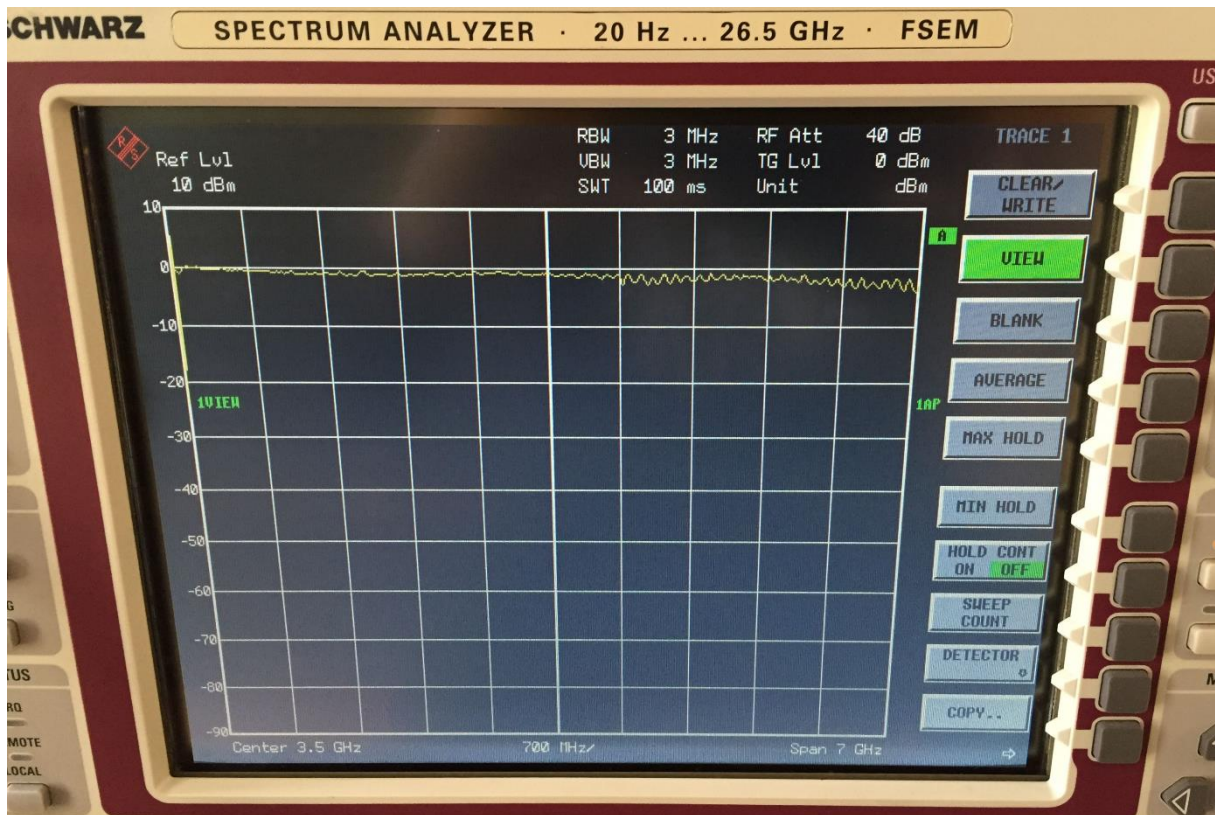 SCHWARZ
SPECTRUM ANALYZER · 20 Hz ... 26.5 GHz · FSEM
US
R S
Ref Lvl
10 dBm
RBW 3 MHz RF Att 40 dB
VBW 3 MHz TG Lvl 0 dBm
SWT 100 ms Unit dBm
TRACE 1
CLEAR/
WRITE
VIEW
BLANK
AVERAGE
MAX HOLD
MIN HOLD
HOLD CONT
ON OFF
SWEEP
COUNT
DETECTOR
COPY..
10
0
-10
-20
-30
-40
-50
-60
-70
-80
-90
A
1VIEW
1AP
Center 3.5 GHz 700 MHz/ Span 7 GHz
G
TUS
RQ
MOTE
LOCAL